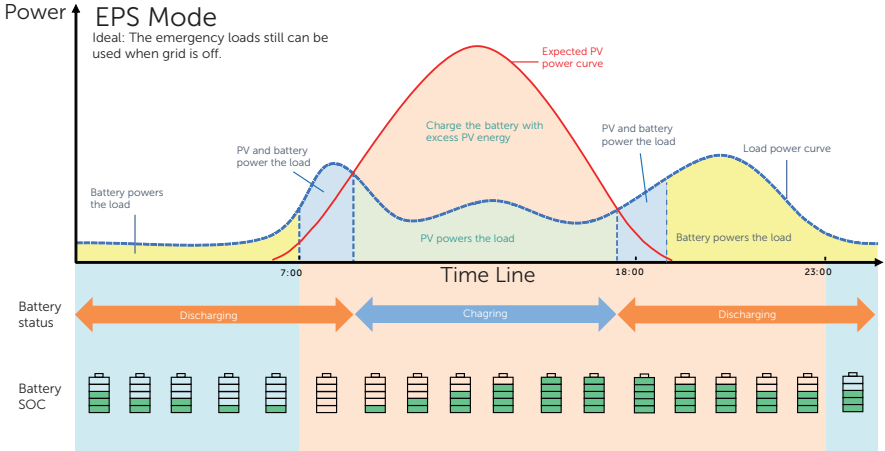 Power
EPS Mode
Ideal: The emergency loads still can be
used when grid is off.
Expected PV
power curve
Charge the battery with
excess PV energy
PV and battery
power the load
PV and battery
power the load
Load power curve
Battery powers
the load
PV powers the load
Battery powers the load
7:00
Time Line
18:00
23:00
Battery
status
Discharging
Chagring
Discharging
Battery
SOC